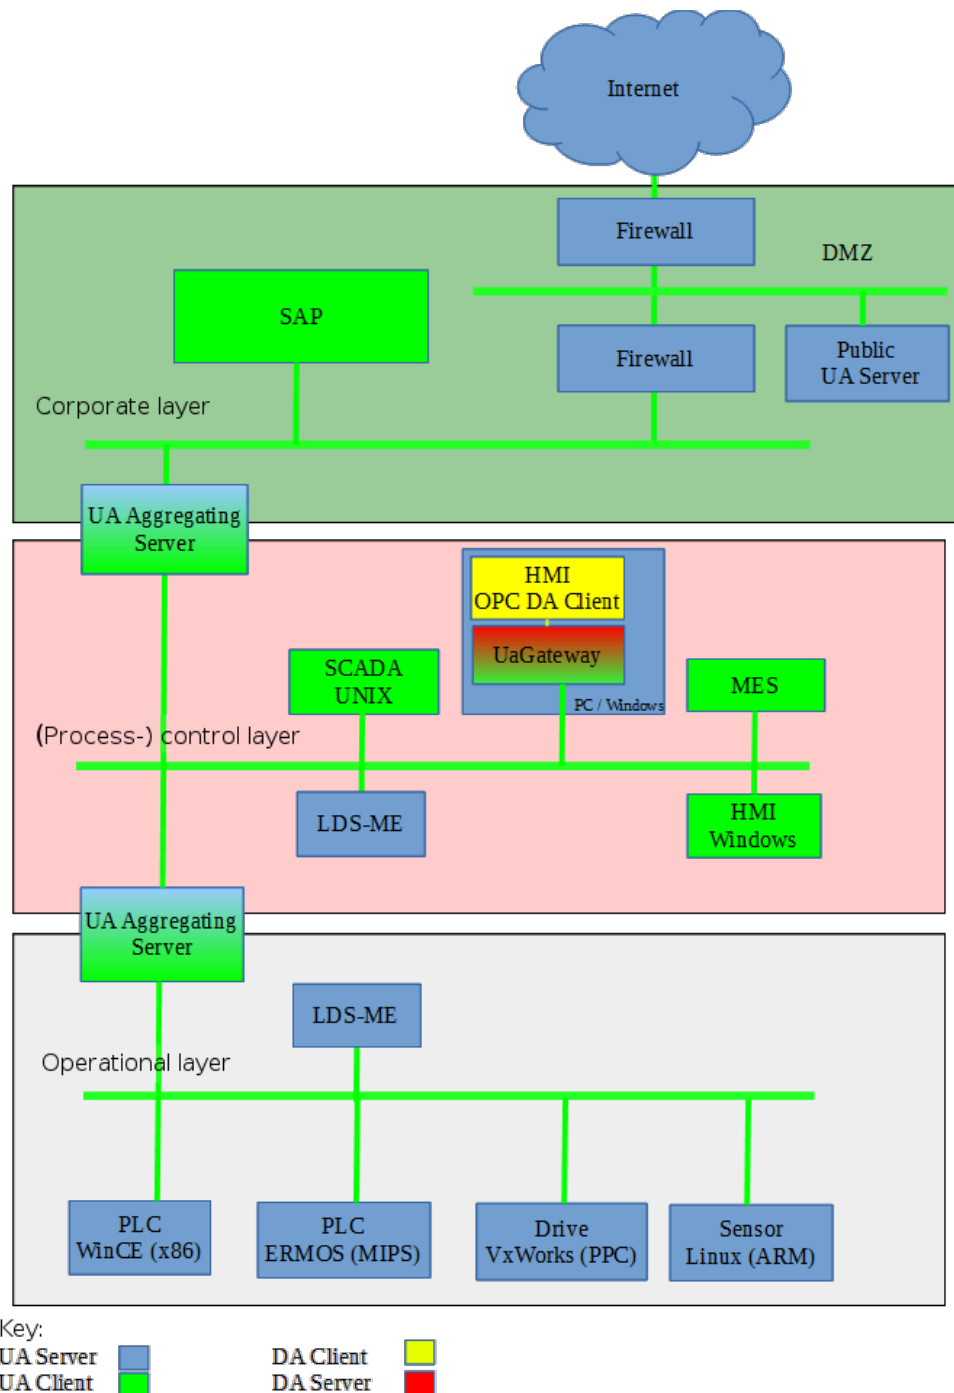 Internet
Firewall
DMZ
SAP
Firewall
Public
UA Server
Corporate layer
UA Aggregating
Server
HMI
OPC DA Client
UaGateway
PC / Windows
SCADA
UNIX
MES
(Process-) control layer
LDS-ME
HMI
Windows
UA Aggregating
Server
LDS-ME
Operational layer
PLC
WinCE (x86)
PLC
ERMOS (MIPS)
Drive
VxWorks (PPC)
Sensor
Linux (ARM)
Key:
UA Server
DA Client
UA Client
DA Server